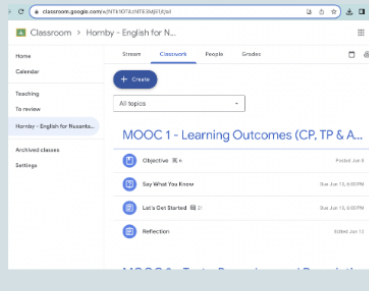 classroom.google.com
Classroom > Hornby - English for N...
Stream Classwork People Grades
Home
Calendar
Teaching
To review
Hornby - English for
Archived classes
Settings
+ Create
All topics
MOOC 1 - Learning Outcomes (CP, TP & A...
Objective
Posted Jun 8
Say What You Know
Due Jun 13, 6:00 PM
Let's Get Started 21
Due Jun 13, 6:00 PM
Reflection
Edited Jun 13